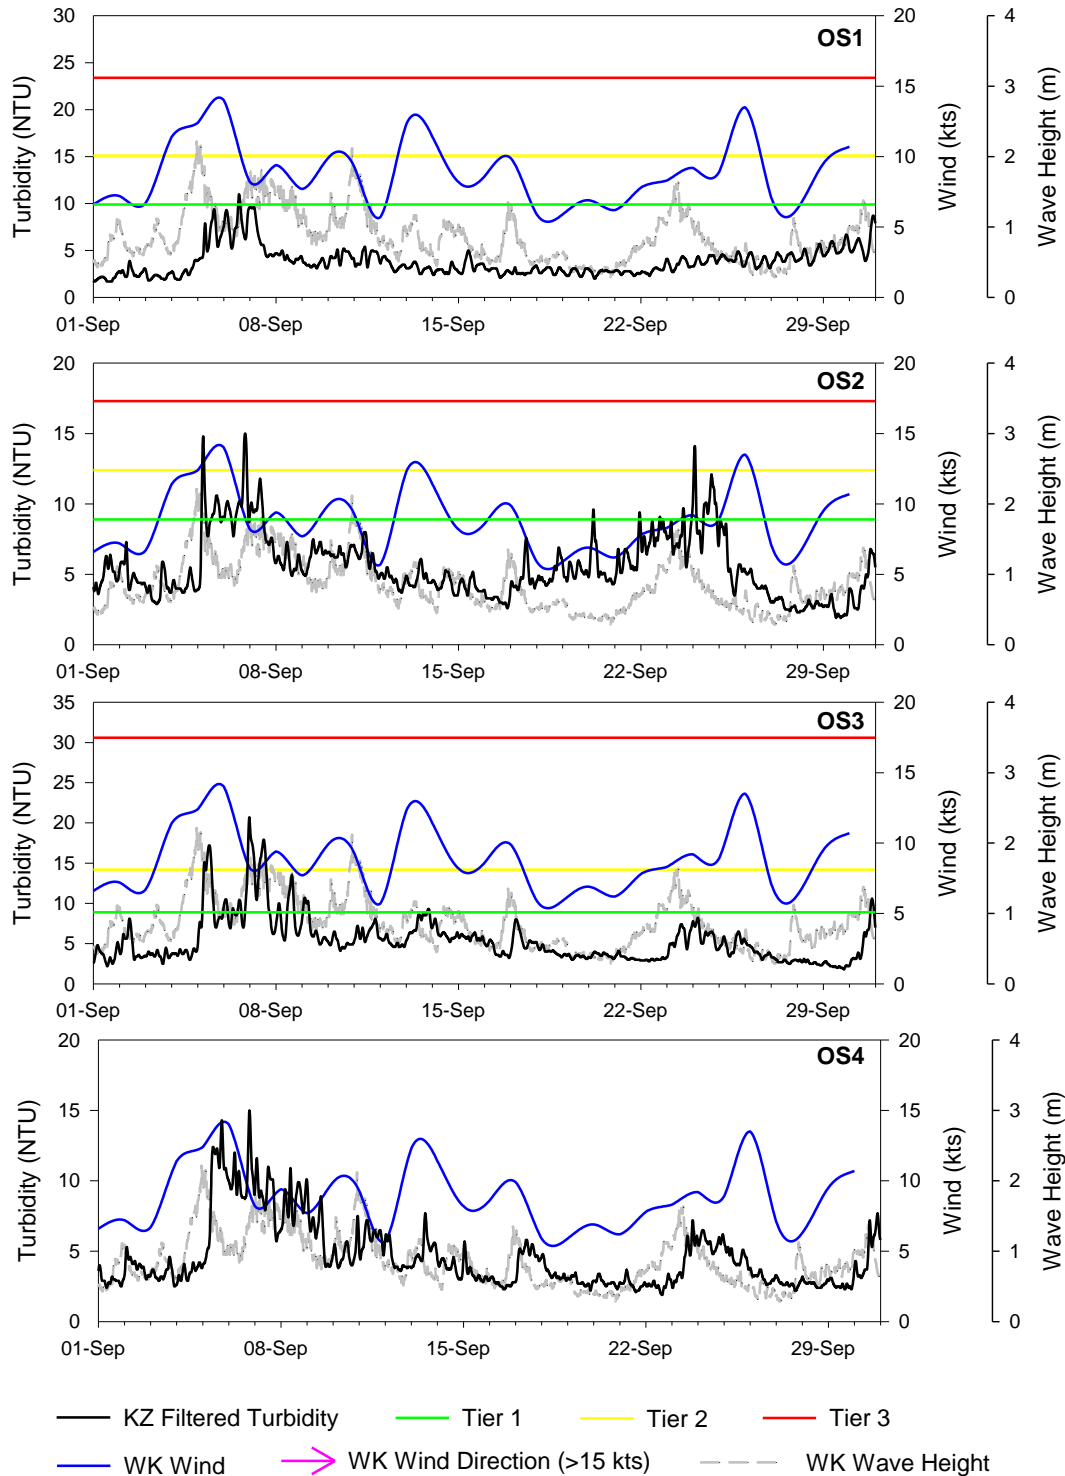 OS1
Turbidity (NTU)
Wind (kts)
Wave Height (m)
30
25
20
15
10
5
0
20
15
10
5
0
4
3
2
1
0
01-Sep 08-Sep 15-Sep 22-Sep 29-Sep
OS2
Turbidity (NTU)
Wind (kts)
Wave Height (m)
20
15
10
5
0
20
15
10
5
0
4
3
2
1
0
01-Sep 08-Sep 15-Sep 22-Sep 29-Sep
OS3
Turbidity (NTU)
Wind (kts)
Wave Height (m)
35
30
25
20
15
10
5
0
20
15
10
5
0
4
3
2
1
0
01-Sep 08-Sep 15-Sep 22-Sep 29-Sep
OS4
Turbidity (NTU)
Wind (kts)
Wave Height (m)
20
15
10
5
0
20
15
10
5
0
4
3
2
1
0
01-Sep 08-Sep 15-Sep 22-Sep 29-Sep
KZ Filtered Turbidity Tier 1 Tier 2 Tier 3
WK Wind WK Wind Direction (>15 kts) WK Wave Height